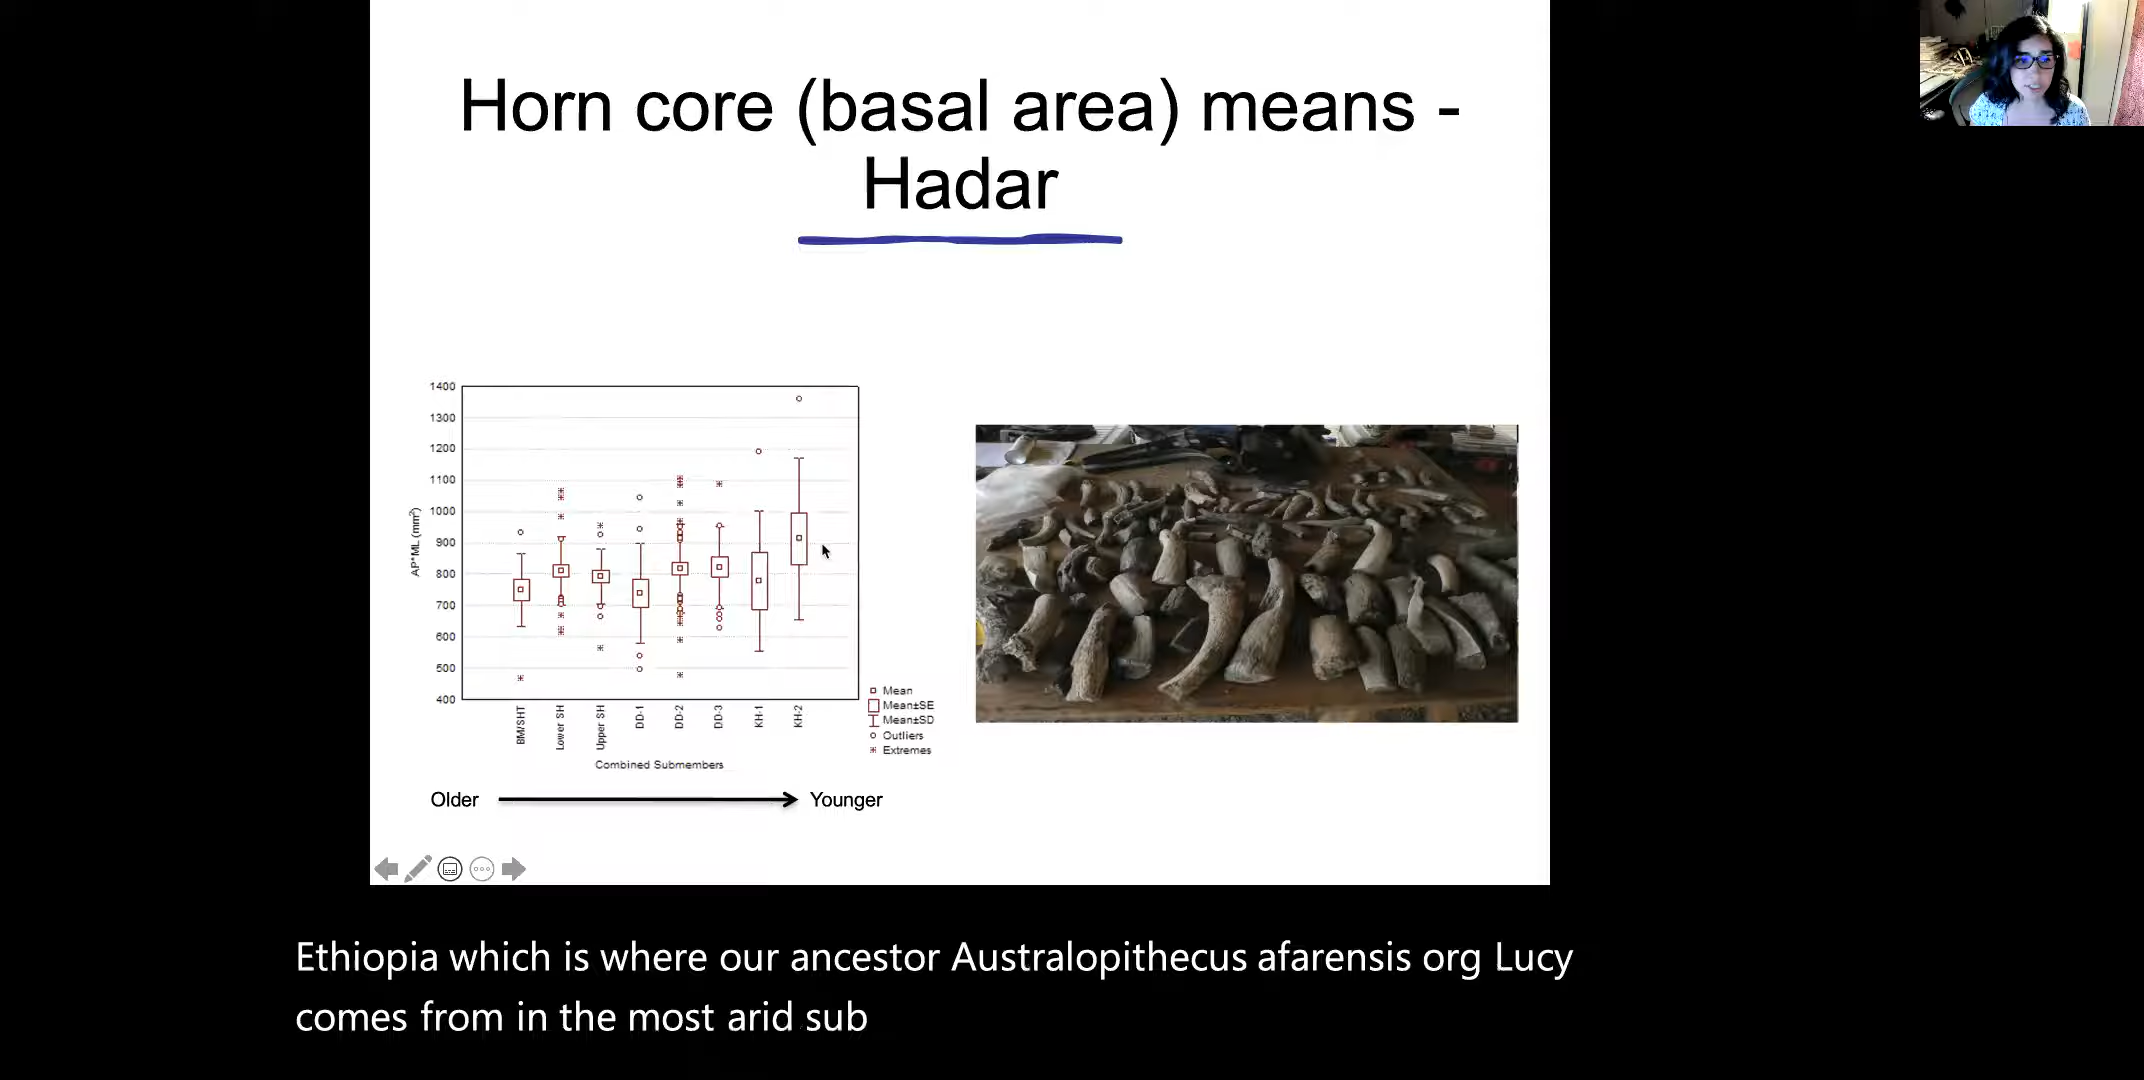 Horn core (basal area) means -
Hadar
1400
1300
1200
1100
1000
900
800
700
600
500
400
AP*ML (mm²)
BM/SHT
Lower SH
Upper SH
DD-1
DD-2
DD-3
KH-1
KH-2
Combined Submembers
Mean
Mean±SE
Mean±SD
Outliers
Extremes
Older
Younger
Ethiopia which is where our ancestor Australopithecus afarensis org Lucy
comes from in the most arid sub